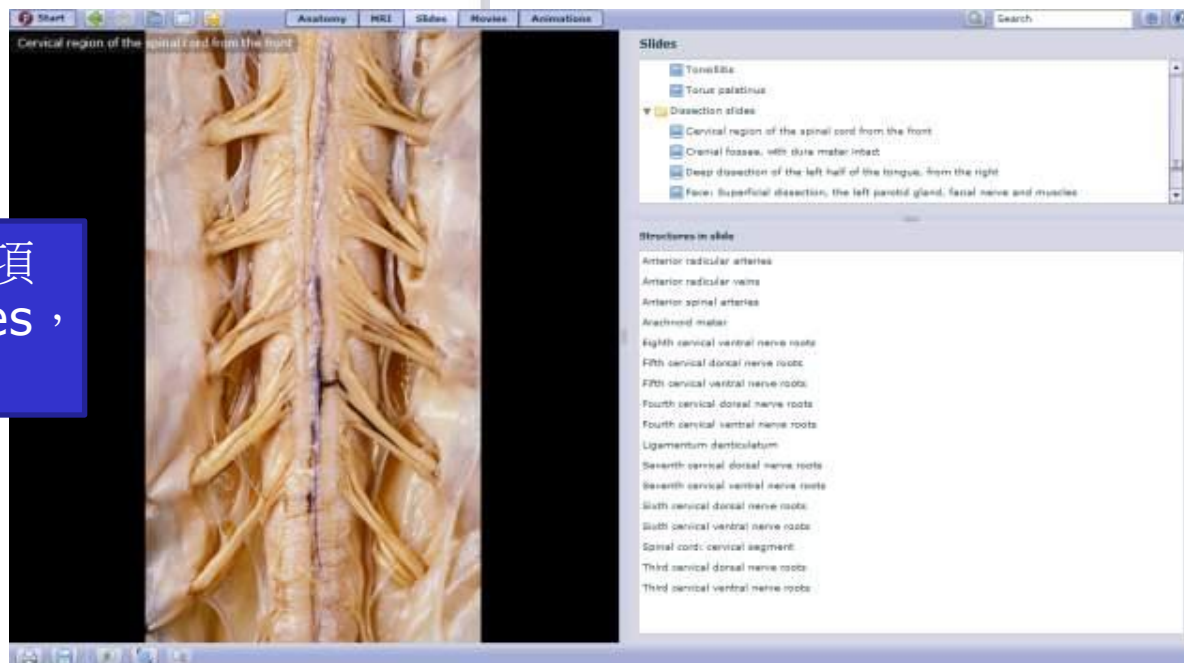 Start
Anatomy MRI Slides Movies Animations
Search
Cervical region of the spinal cord from the front
項
es，
Slides
Tonsillitis
Torus palatinus
Dissection slides
Cervical region of the spinal cord from the front
Cranial fossae, with dura mater intact
Deep dissection of the left half of the tongue, from the right
Face: Superficial dissection, the left parotid gland, facial nerve and muscles
Structures in slide
Anterior radicular arteries
Anterior radicular veins
Anterior spinal arteries
Arachnoid mater
Eighth cervical ventral nerve roots
Fifth cervical dorsal nerve roots
Fifth cervical ventral nerve roots
Fourth cervical dorsal nerve roots
Fourth cervical ventral nerve roots
Ligamentum denticulatum
Seventh cervical dorsal nerve roots
Seventh cervical ventral nerve roots
Sixth cervical dorsal nerve roots
Sixth cervical ventral nerve roots
Spinal cord: cervical segment
Third cervical dorsal nerve roots
Third cervical ventral nerve roots